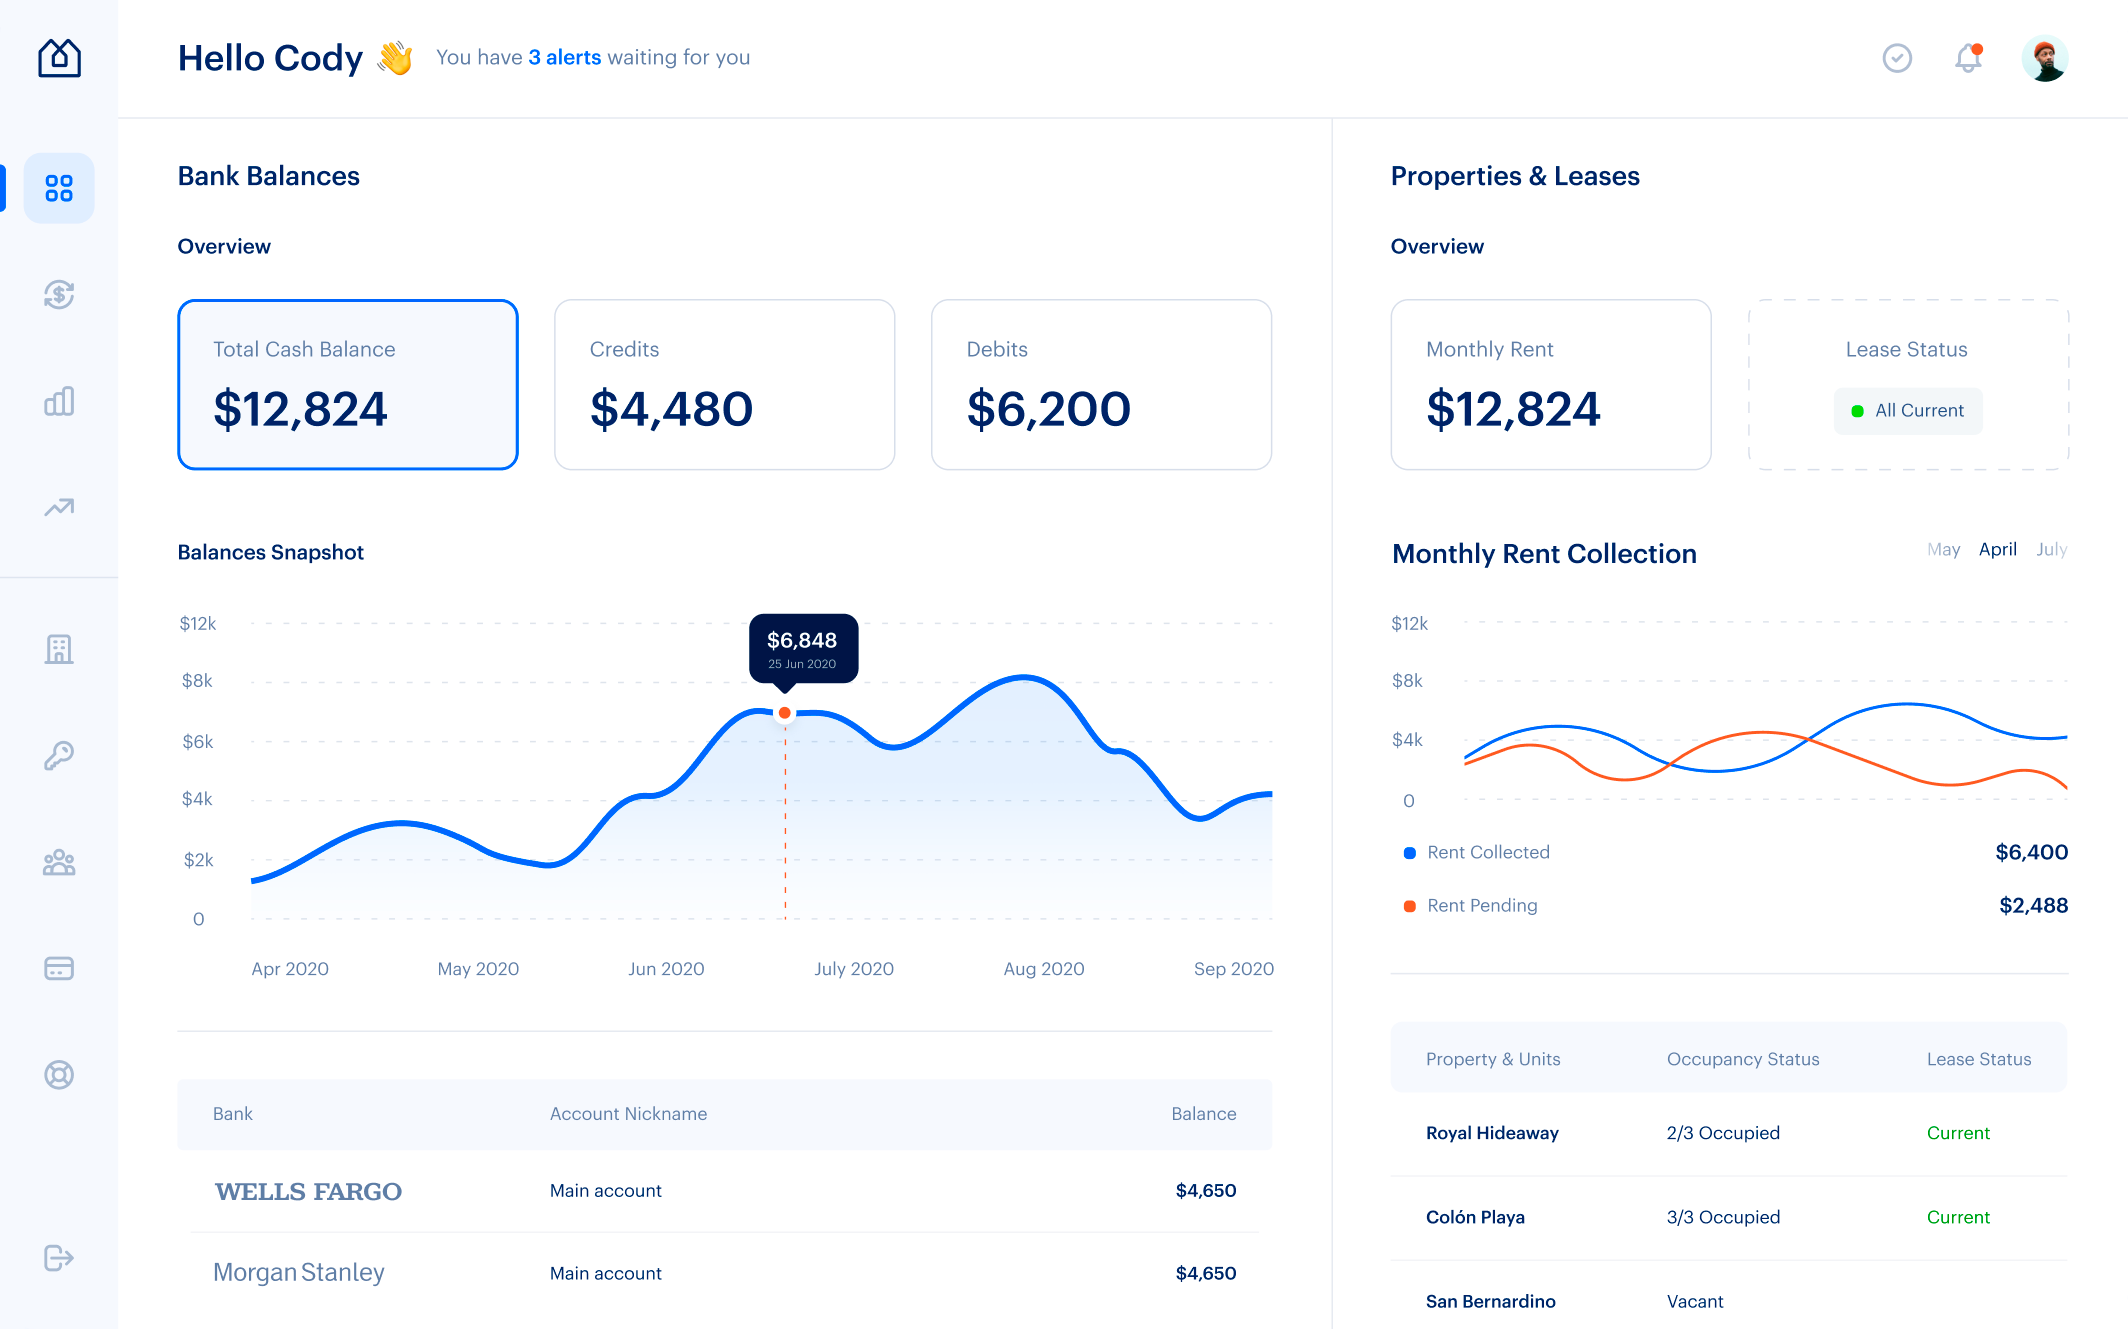 Hello Cody 👋 You have 3 alerts waiting for you
Bank Balances
Overview
Total Cash Balance
$12,824
Credits
$4,480
Debits
$6,200
Balances Snapshot
$12k
$8k
$6k
$4k
$2k
0
$6,848
25 Jun 2020
Apr 2020 May 2020 Jun 2020 July 2020 Aug 2020 Sep 2020
Bank Account Nickname Balance
WELLS FARGO Main account $4,650
Morgan Stanley Main account $4,650
Properties & Leases
Overview
Monthly Rent
$12,824
Lease Status
All Current
Monthly Rent Collection May April July
$12k
$8k
$4k
0
Rent Collected $6,400
Rent Pending $2,488
Property & Units Occupancy Status Lease Status
Royal Hideaway 2/3 Occupied Current
Colón Playa 3/3 Occupied Current
San Bernardino Vacant